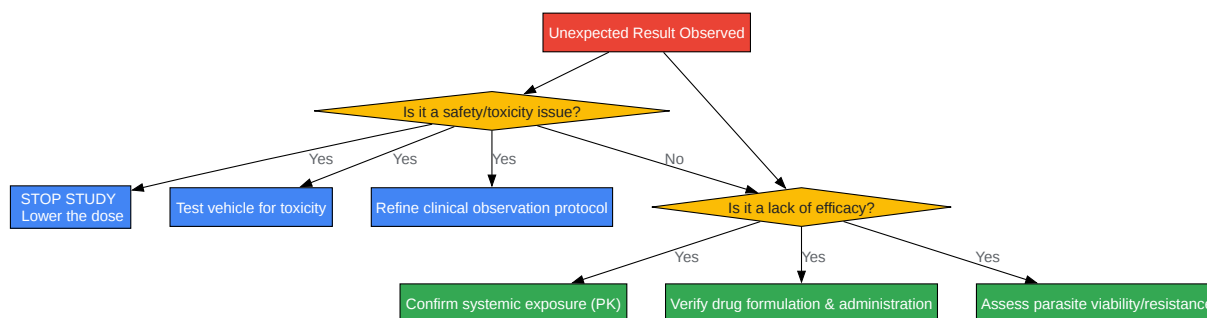 Unexpected Result Observed
Is it a safety/toxicity issue?
Yes
Yes
Yes
No
STOP STUDY
Lower the dose
Test vehicle for toxicity
Refine clinical observation protocol
Is it a lack of efficacy?
Yes
Yes
Yes
Confirm systemic exposure (PK)
Verify drug formulation & administration
Assess parasite viability/resistance